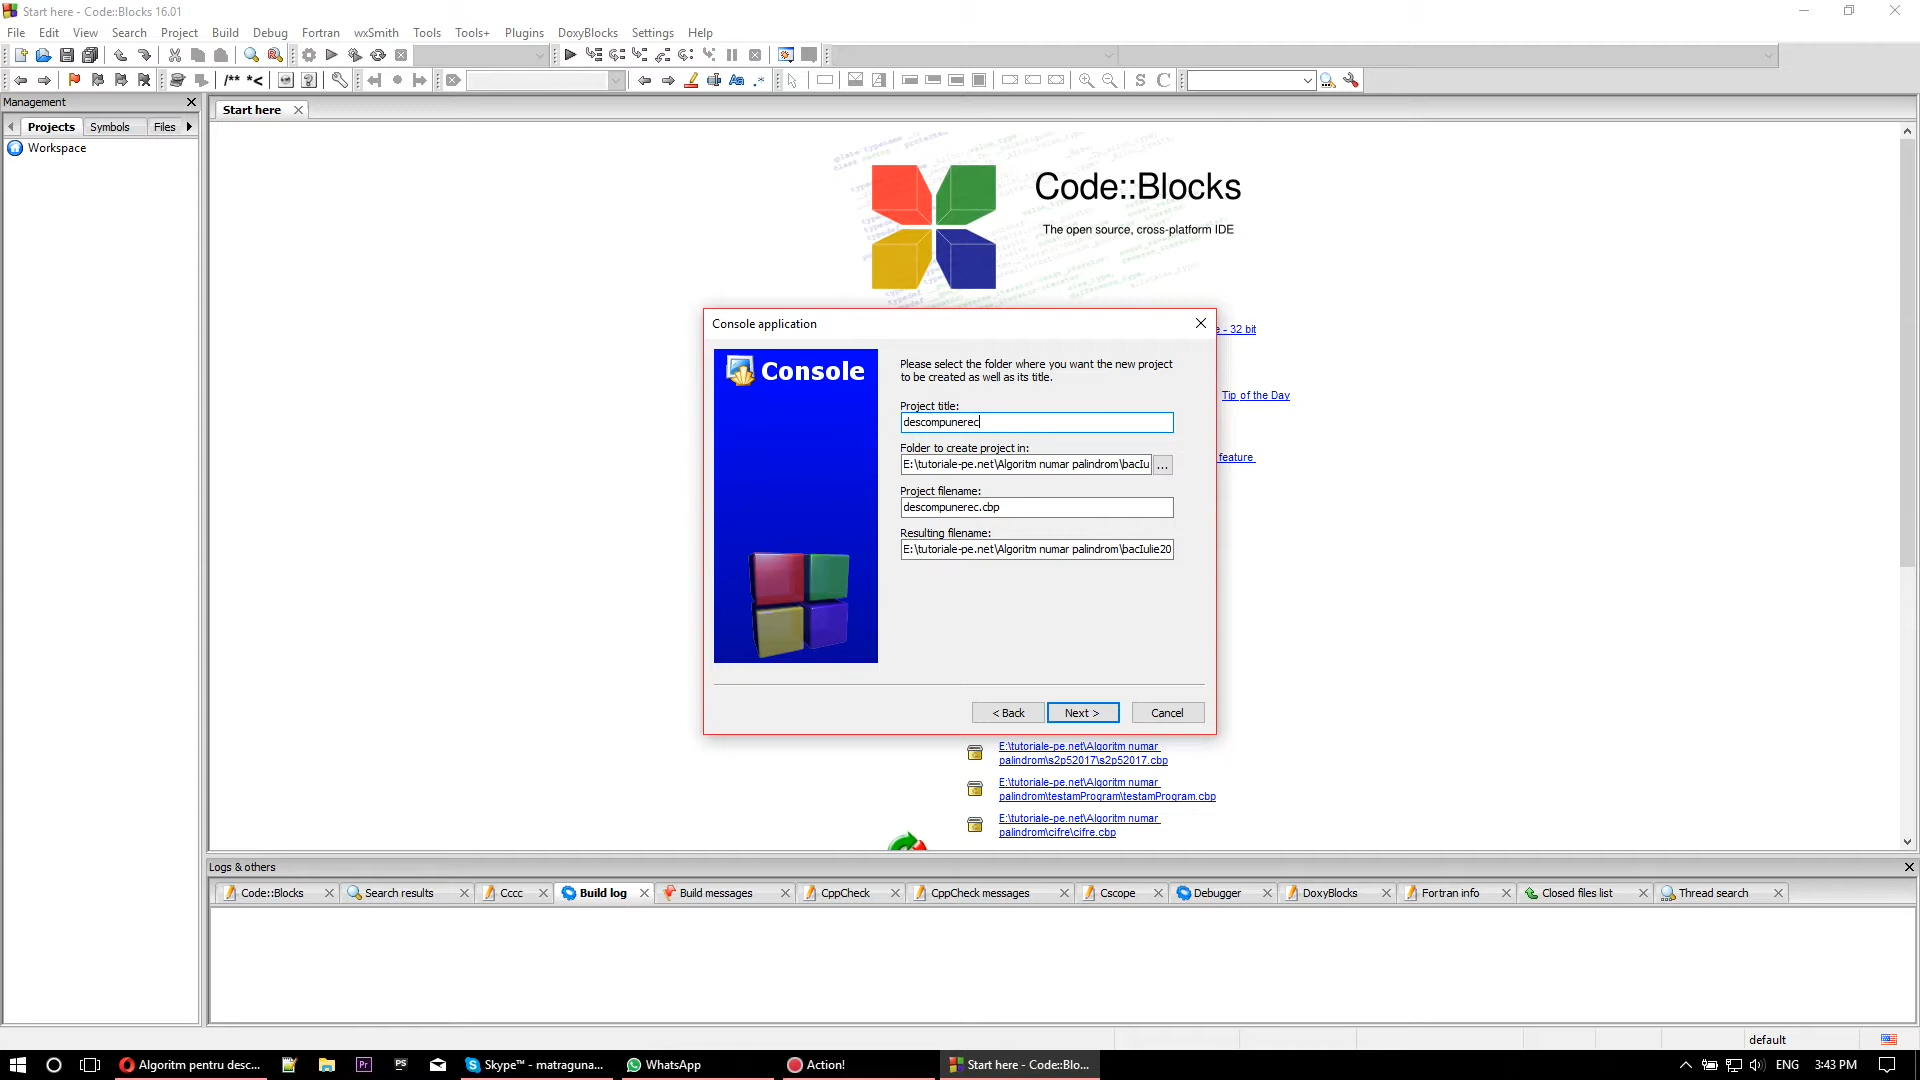 Start here - Code::Blocks 16.01
File Edit View Search Project Build Debug Fortran wxSmith Tools Tools+ Plugins DoxyBlocks Settings Help
/** *<
Aa .*
S C
Management
Start here
Projects Symbols Files
Workspace
Code::Blocks
The open source, cross-platform IDE
Console application
e - 32 bit
Console
Please select the folder where you want the new project
to be created as well as its title.
Tip of the Day
Project title:
descompunerec
Folder to create project in:
E:\tutoriale-pe.net\Algoritm numar palindrom\bacIu
...
feature
Project filename:
descompunerec.cbp
Resulting filename:
E:\tutoriale-pe.net\Algoritm numar palindrom\bacIulie20
< Back Next > Cancel
E:\tutoriale-pe.net\Algoritm numar
palindrom\s2p52017\s2p52017.cbp
E:\tutoriale-pe.net\Algoritm numar
palindrom\testamProgram\testamProgram.cbp
E:\tutoriale-pe.net\Algoritm numar
palindrom\cifre\cifre.cbp
Logs & others
Code::Blocks Search results Cccc Build log Build messages CppCheck CppCheck messages Cscope Debugger DoxyBlocks Fortran info Closed files list Thread search
default
Algoritm pentru desc... Pr PS Skype™ - matraguna... WhatsApp Action! Start here - Code::Blo... ENG 3:43 PM